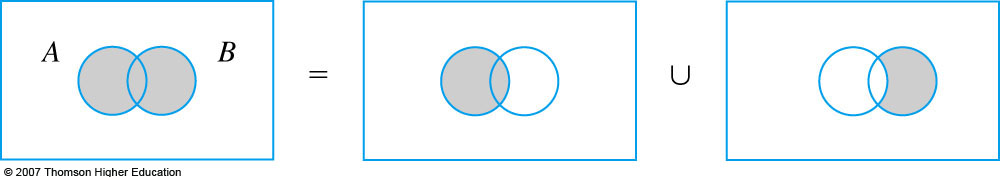 A B = ∪
© 2007 Thomson Higher Education